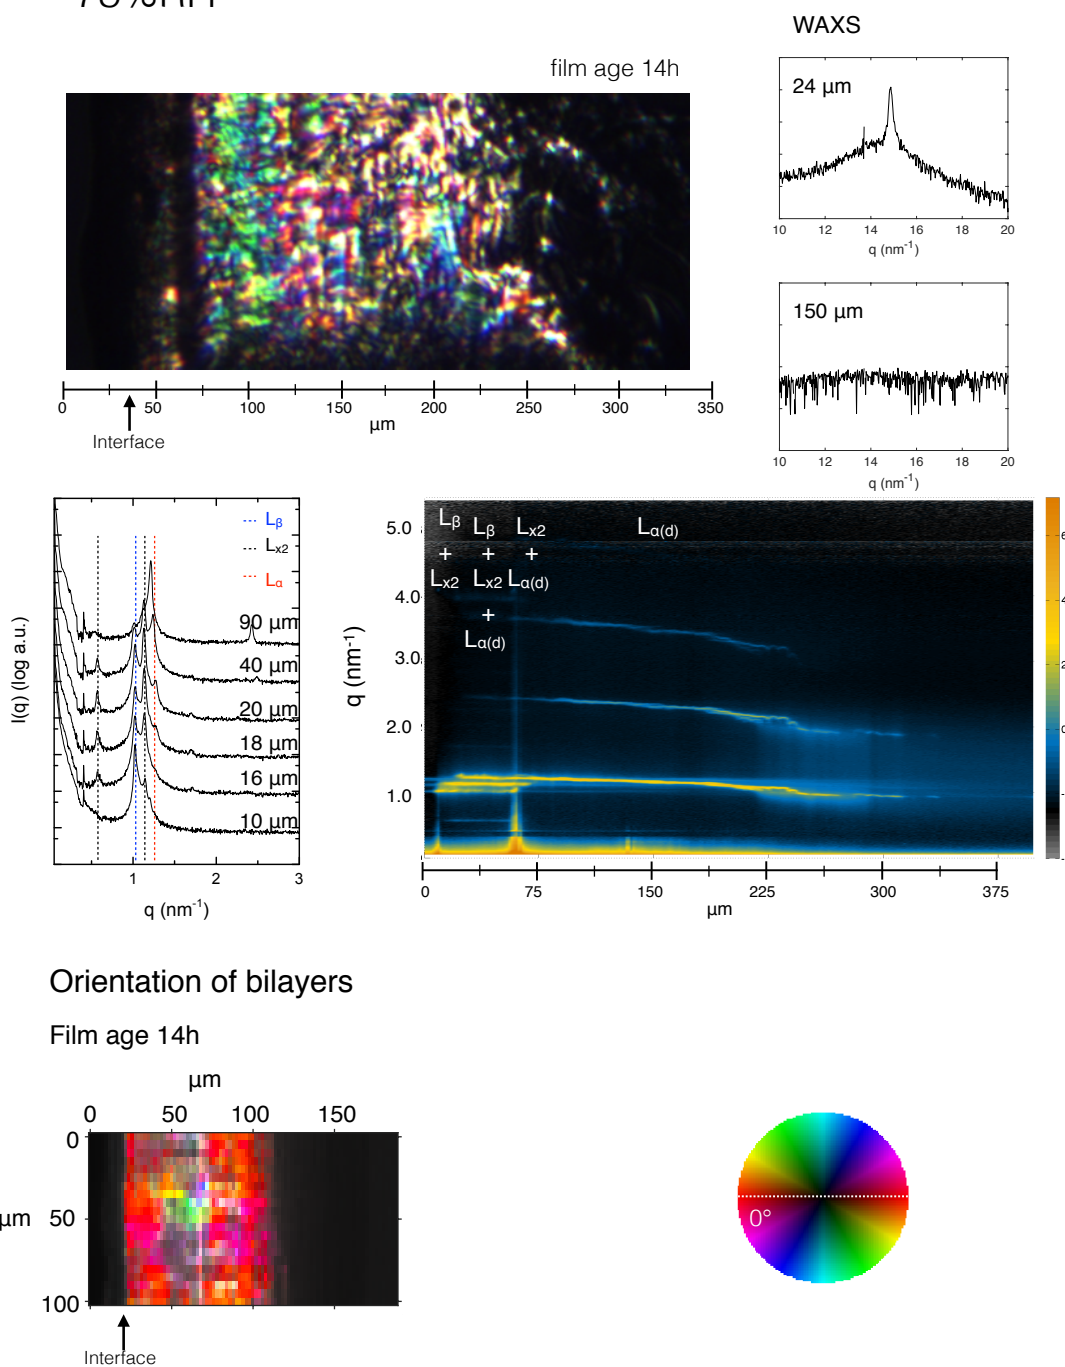 WAXS
film age 14h
24 µm
10 12 14 16 18 20
q (nm-1)
150 µm
10 12 14 16 18 20
q (nm-1)
0 50 100 150 200 250 300 350
µm
Interface
Lβ
Lx2
Lα
90 µm
40 µm
20 µm
18 µm
16 µm
10 µm
I(q) (log a.u.)
1 2 3
q (nm-1)
Lβ Lβ Lx2 Lα(d)
+ + +
Lx2 Lx2 Lα(d)
+
Lα(d)
5.0
4.0
3.0
2.0
1.0
q (nm-1)
0 75 150 225 300 375
µm
6
4
2
0
Orientation of bilayers
Film age 14h
µm
0 50 100 150
0
50
100
µm
Interface
0°